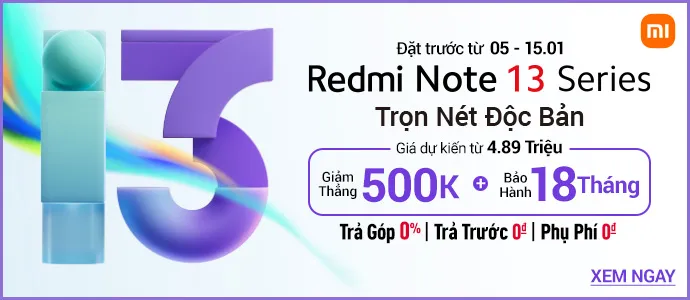 mi
Đặt trước từ 05 - 15.01
Redmi Note 13 Series
Trọn Nét Độc Bản
Giá dự kiến từ 4.89 Triệu
Giảm Thẳng 500K + Bảo Hành 18 Tháng
Trả Góp 0% | Trả Trước 0đ | Phụ Phí 0đ
XEM NGAY
13